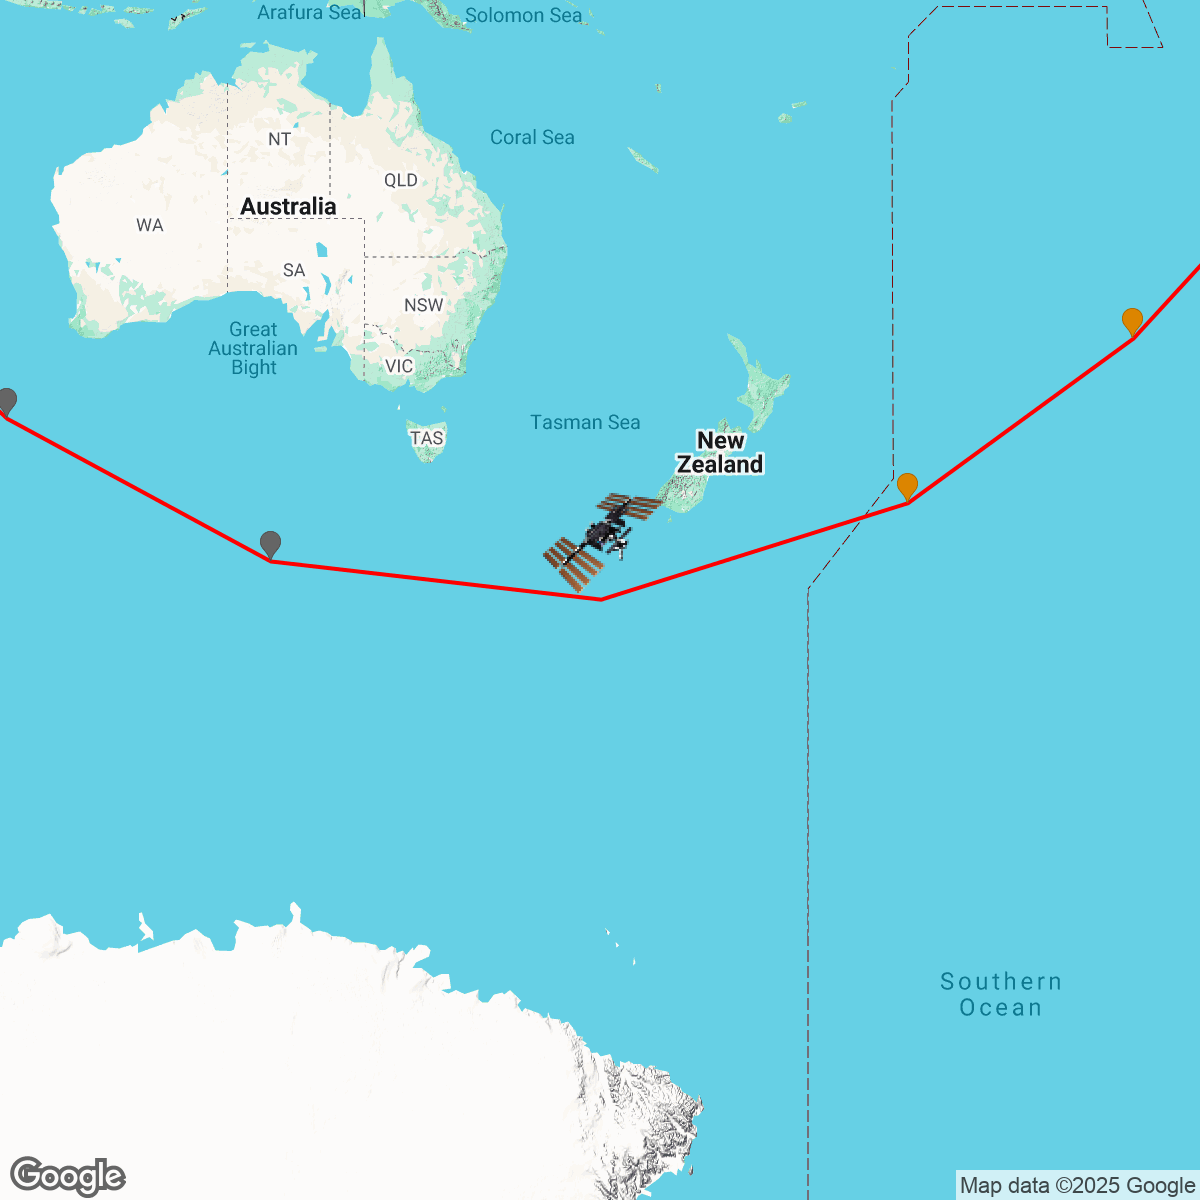 Arafura Sea
Solomon Sea
Coral Sea
NT
QLD
Australia
WA
SA
NSW
Great
Australian
Bight
VIC
TAS
Tasman Sea
New
Zealand
Southern
Ocean
Google
Map data ©2025 Google